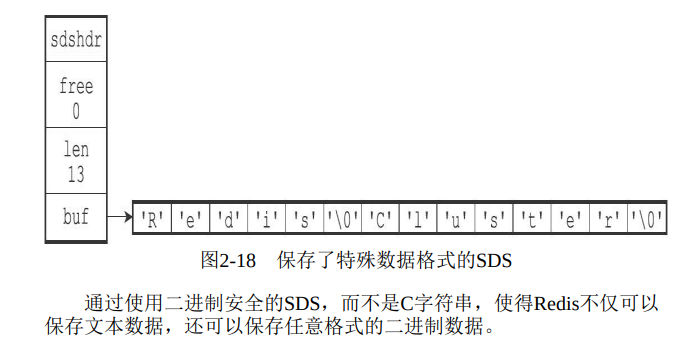 sdshdr
free
0
len
13
buf
'R' 'e' 'd' 'i' 's' '\0' 'C' 'l' 'u' 's' 't' 'e' 'r' '\0'
图2-18 保存了特殊数据格式的SDS
通过使用二进制安全的SDS，而不是C字符串，使得Redis不仅可以
保存文本数据，还可以保存任意格式的二进制数据。